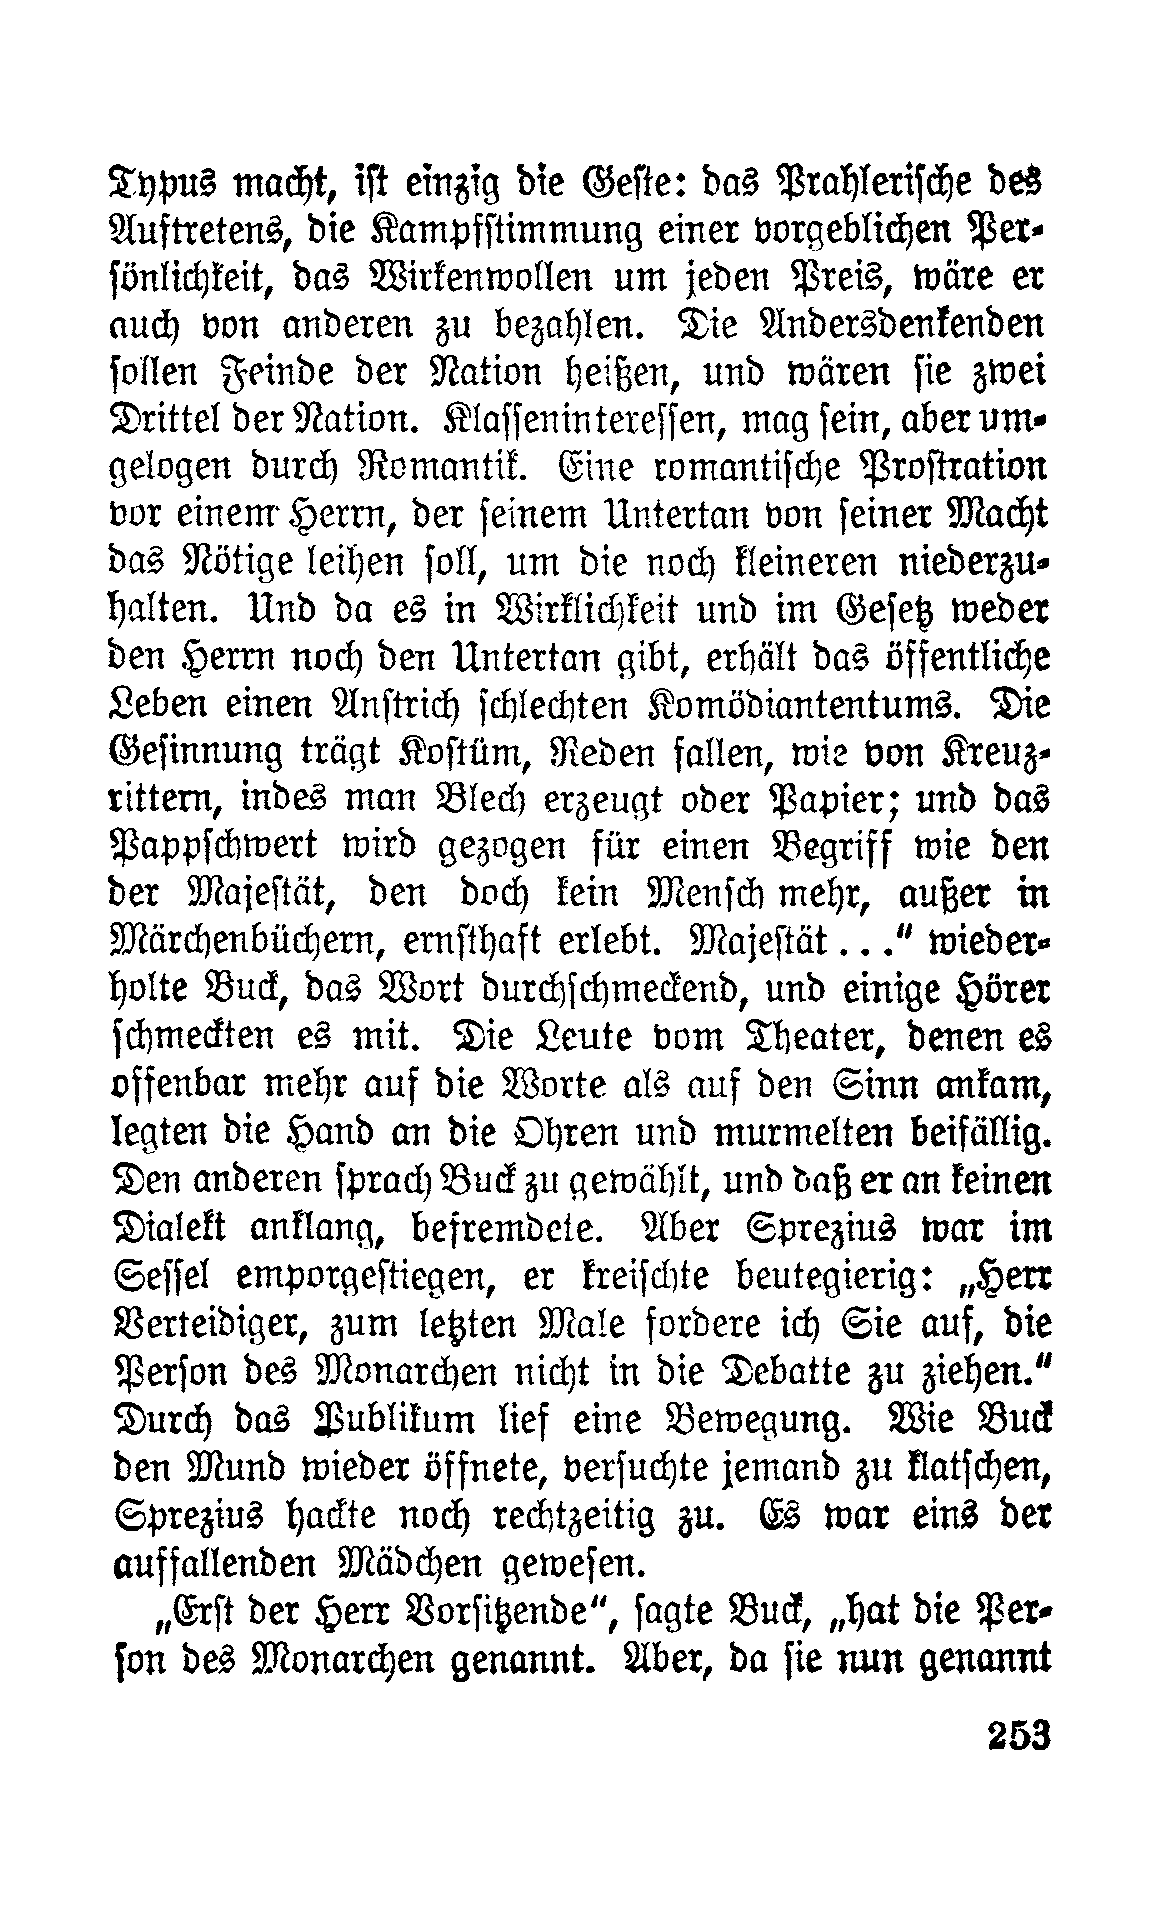 Typus macht, iſt einzig die Geſte: das Prahleriſche des
Auftretens, die Kampfſtimmung einer vorgeblichen Per-
ſönlichkeit, das Wirkenwollen um jeden Preis, wäre er
auch von anderen zu bezahlen. Die Andersdenkenden
ſollen Feinde der Nation heißen, und wären ſie zwei
Drittel der Nation. Klaſſenintereſſen, mag ſein, aber um-
gelogen durch Romantik. Eine romantiſche Proſtration
vor einem Herrn, der ſeinem Untertan von ſeiner Macht
das Nötige leihen ſoll, um die noch kleineren niederzu-
halten. Und da es in Wirklichkeit und im Geſetz weder
den Herrn noch den Untertan gibt, erhält das öffentliche
Leben einen Anſtrich ſchlechten Komödiantentums. Die
Geſinnung trägt Koſtüm, Reden fallen, wie von Kreuz-
rittern, indes man Blech erzeugt oder Papier; und das
Pappſchwert wird gezogen für einen Begriff wie den
der Majeſtät, den doch kein Menſch mehr, außer in
Märchenbüchern, ernſthaft erlebt. Majeſtät . . .“ wieder-
holte Buck, das Wort durchſchmeckend, und einige Hörer
ſchmeckten es mit. Die Leute vom Theater, denen es
offenbar mehr auf die Worte als auf den Sinn ankam,
legten die Hand an die Ohren und murmelten beifällig.
Den anderen ſprach Buck zu gewählt, und daß er an keinen
Dialekt anklang, befremdete. Aber Sprezius war im
Seſſel emporgeſtiegen, er kreiſchte beutegierig: „Herr
Verteidiger, zum letzten Male fordere ich Sie auf, die
Perſon des Monarchen nicht in die Debatte zu ziehen.“
Durch das Publikum lief eine Bewegung. Wie Buck
den Mund wieder öffnete, verſuchte jemand zu klatſchen,
Sprezius hackte noch rechtzeitig zu. Es war eins der
auffallenden Mädchen geweſen.
„Erſt der Herr Vorſitzende“, ſagte Buck, „hat die Per-
ſon des Monarchen genannt. Aber, da ſie nun genannt
253